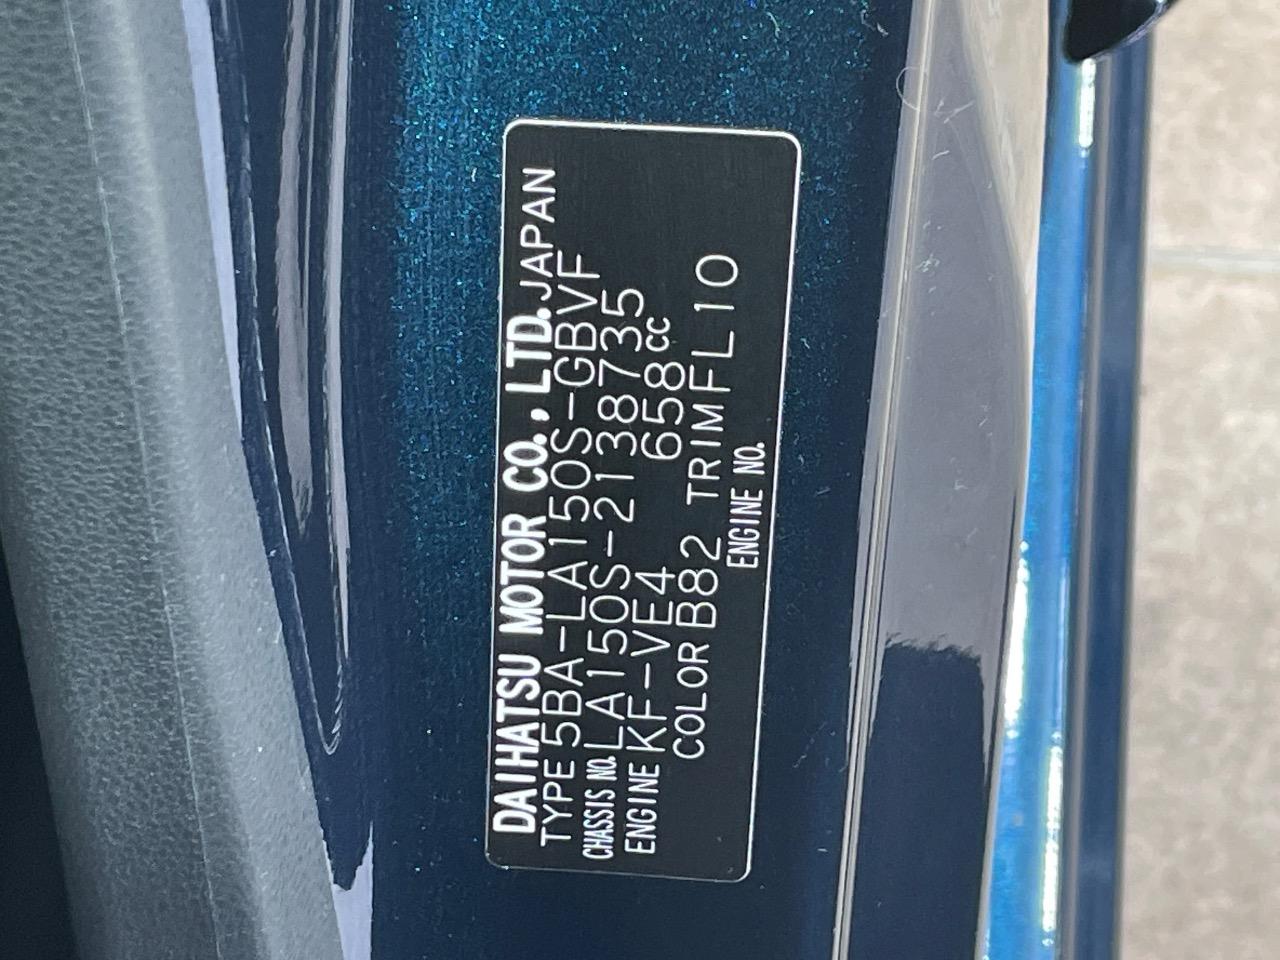 DAIHATSU MOTOR CO., LTD. JAPAN
TYPE 5BA-LA150S-GBVF
CHASSIS NO. LA150S-2138735
ENGINE KF-VE4 658cc
COLOR B82 TRIM FL10
ENGINE NO.